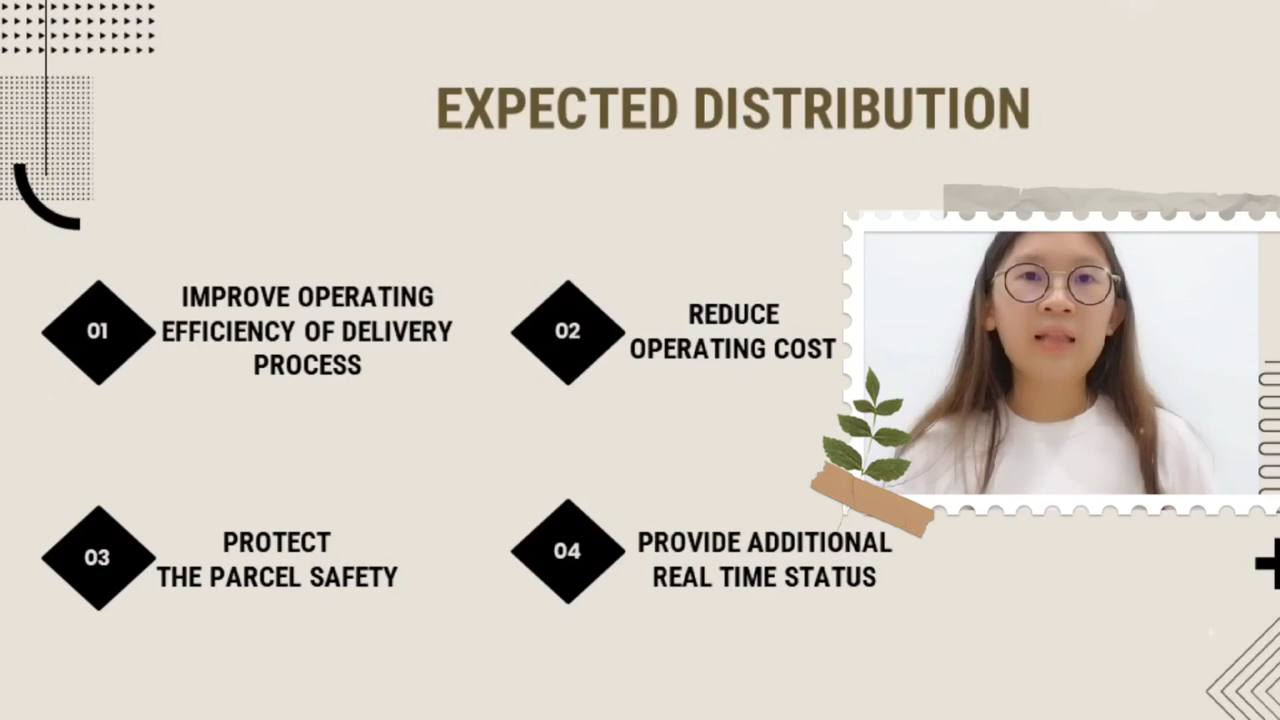 EXPECTED DISTRIBUTION
01
IMPROVE OPERATING
EFFICIENCY OF DELIVERY
PROCESS
02
REDUCE
OPERATING COST
03
PROTECT
THE PARCEL SAFETY
04
PROVIDE ADDITIONAL
REAL TIME STATUS